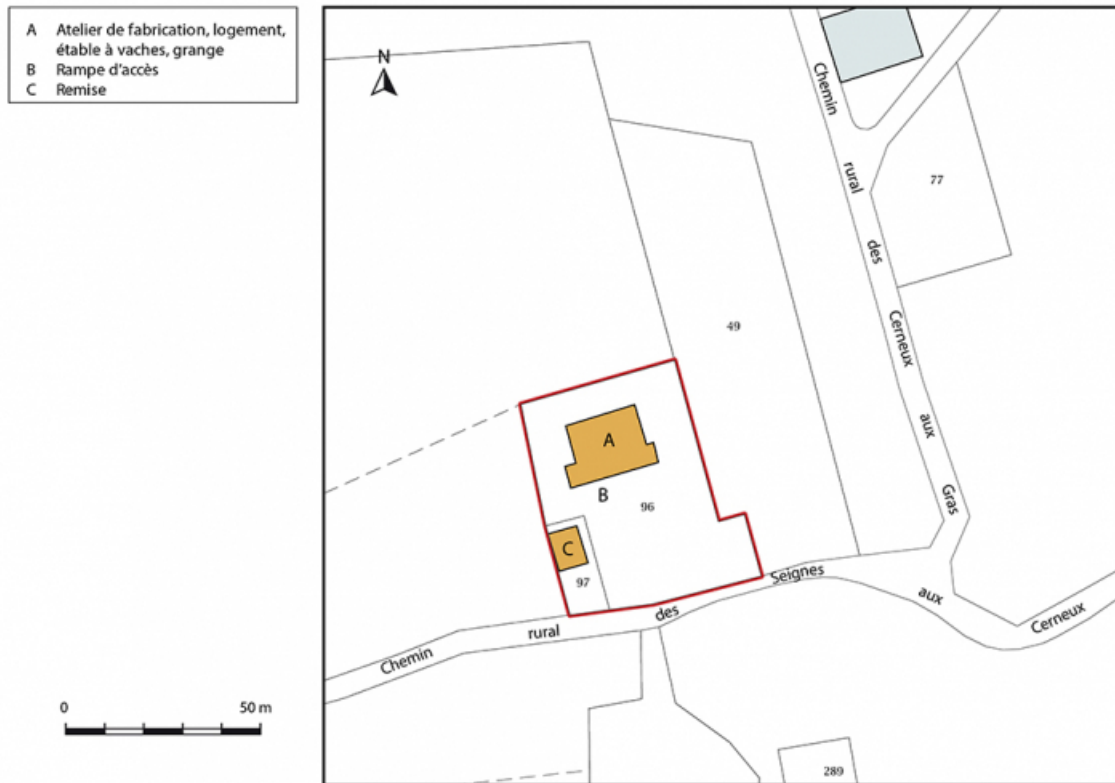 A Atelier de fabrication, logement,
étable à vaches, grange
B Rampe d'accès
C Remise
N
Chemin rural des Cerneux aux Gras
77
49
A
B
96
C
97
Chemin rural des Seignes aux Cerneux
289
0 50 m